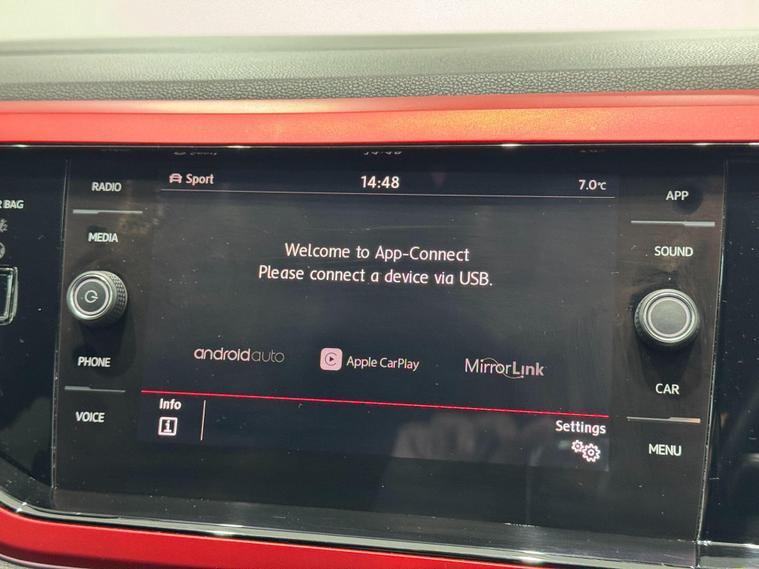 RADIO
MEDIA
PHONE
VOICE
R BAG
Sport
14:48
7.0°C
Welcome to App-Connect
Please connect a device via USB.
androidauto
Apple CarPlay
MirrorLink
Info
i
Settings
APP
SOUND
CAR
MENU